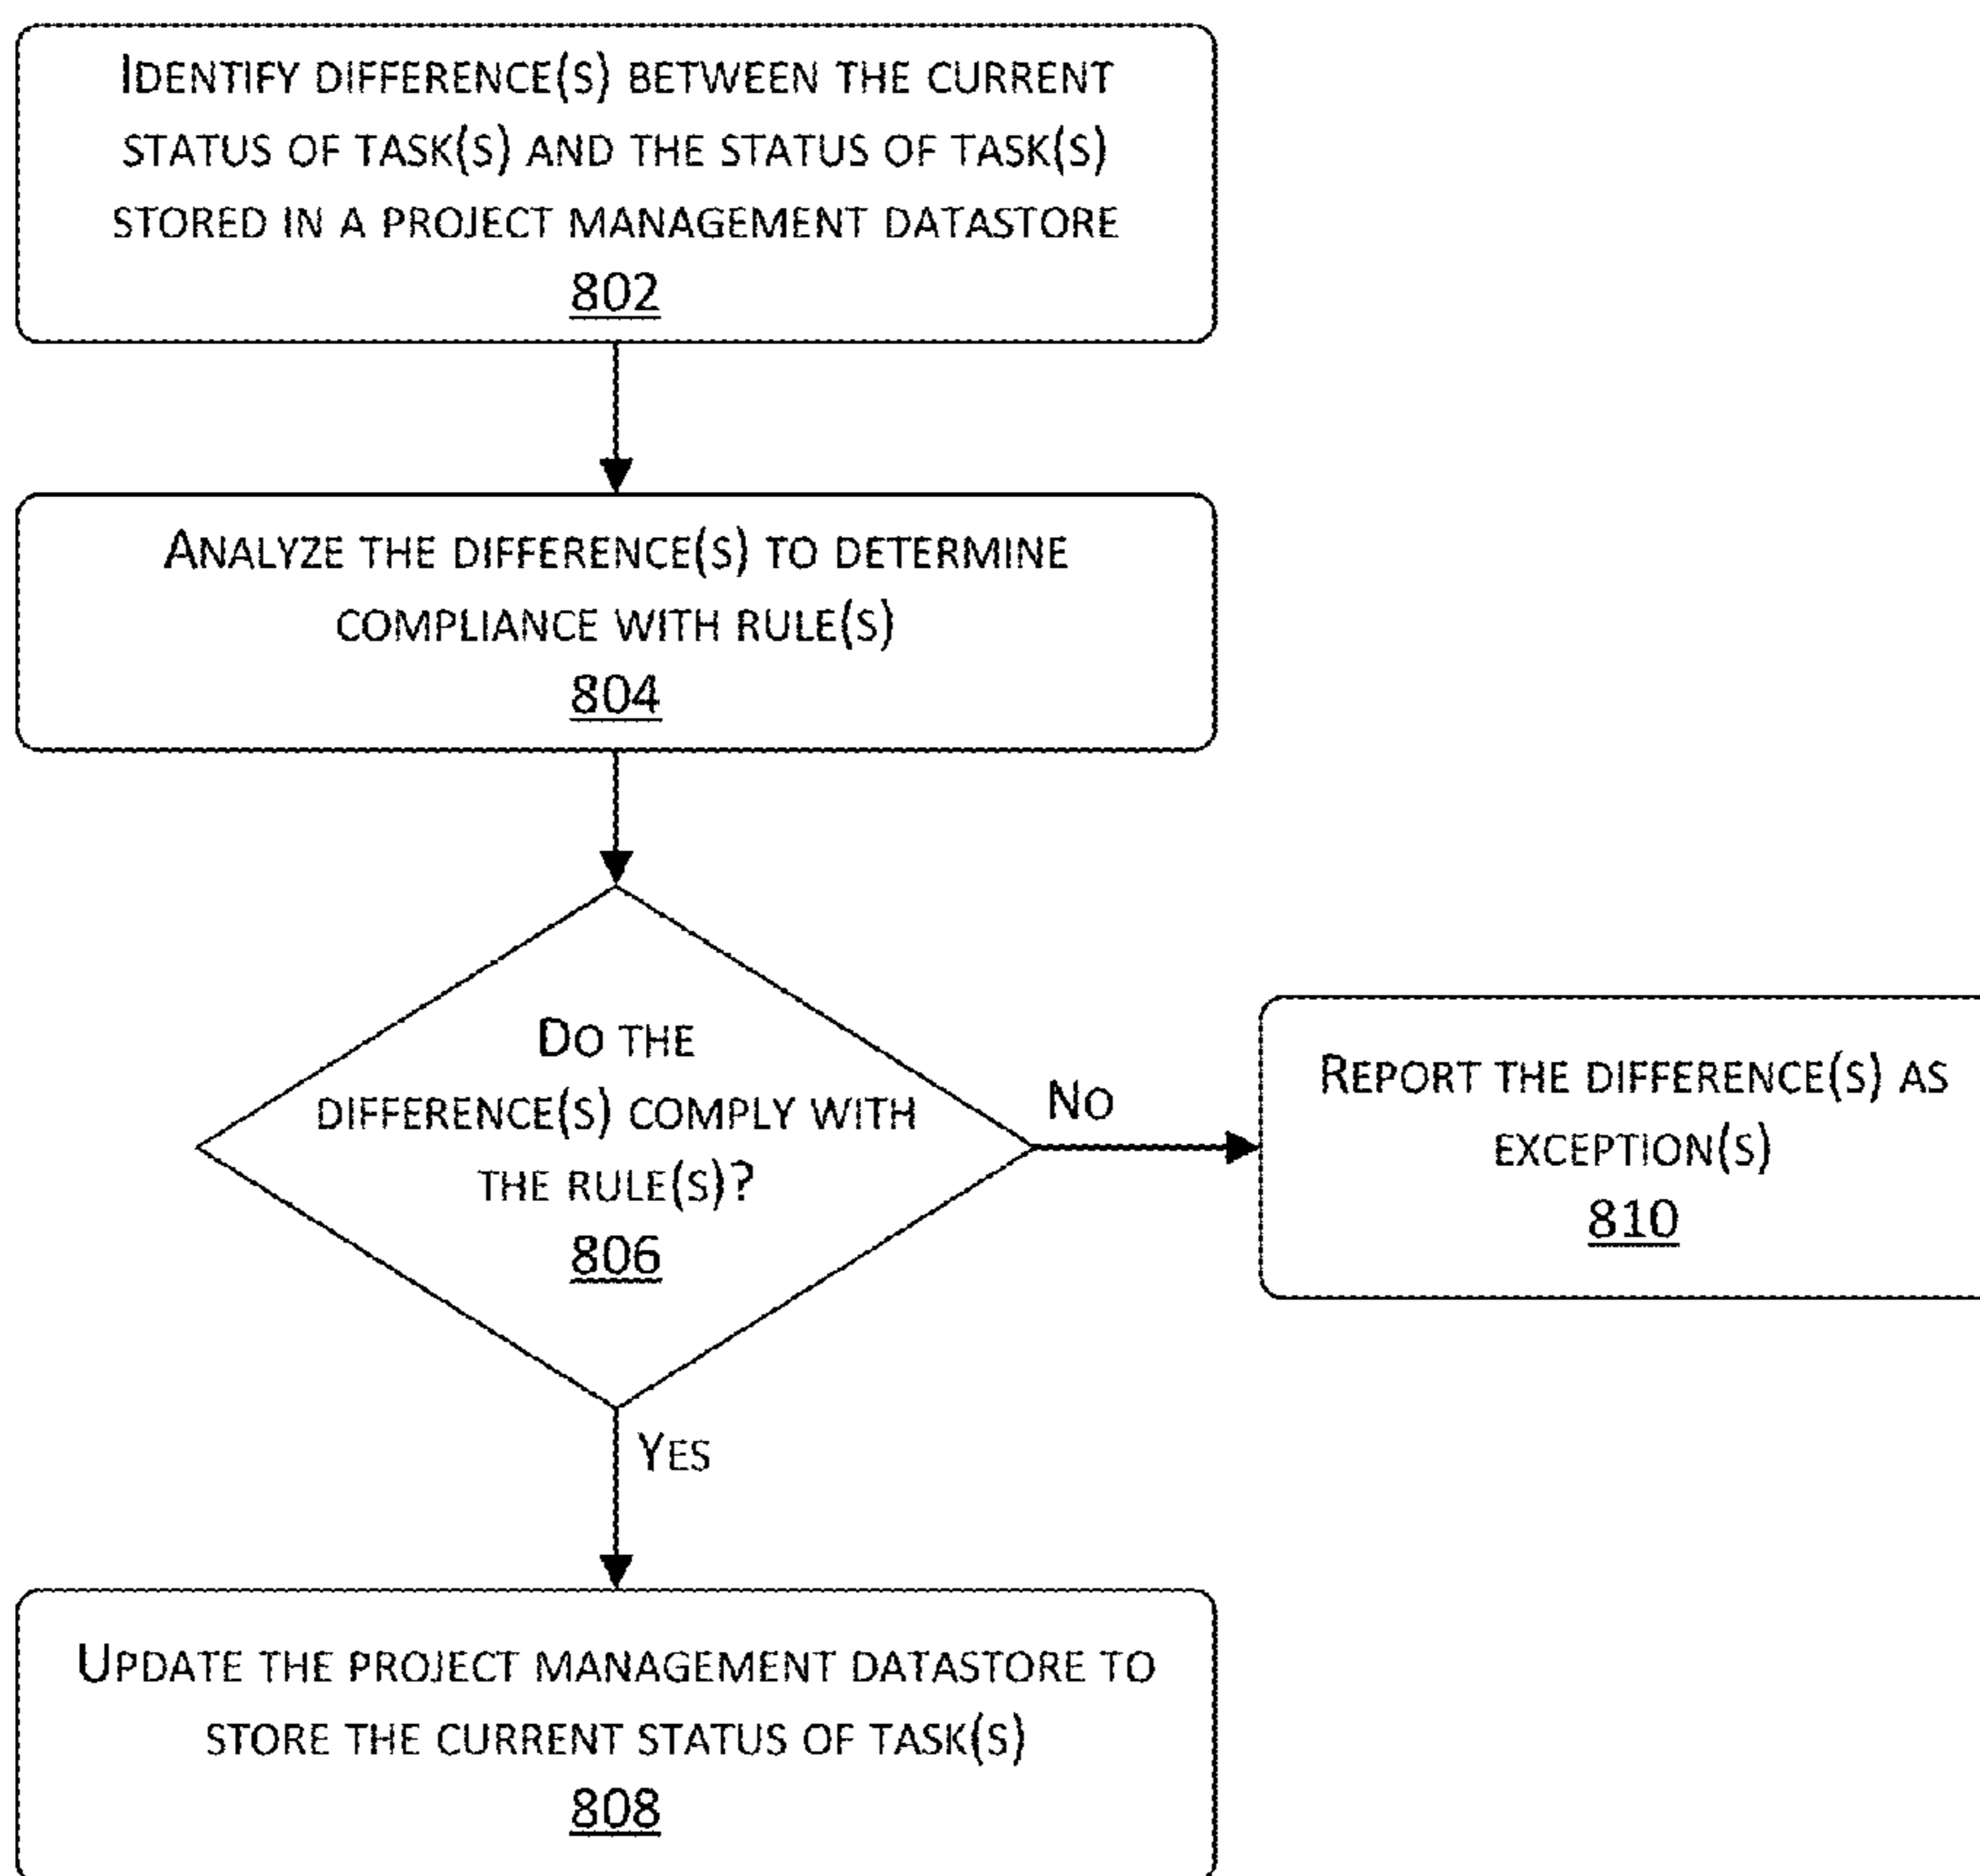 IDENTIFY DIFFERENCE(S) BETWEEN THE CURRENT
STATUS OF TASK(S) AND THE STATUS OF TASK(S)
STORED IN A PROJECT MANAGEMENT DATASTORE
802
ANALYZE THE DIFFERENCE(S) TO DETERMINE
COMPLIANCE WITH RULE(S)
804
DO THE
DIFFERENCE(S) COMPLY WITH
THE RULE(S)?
806
NO
REPORT THE DIFFERENCE(S) AS
EXCEPTION(S)
810
YES
UPDATE THE PROJECT MANAGEMENT DATASTORE TO
STORE THE CURRENT STATUS OF TASK(S)
808